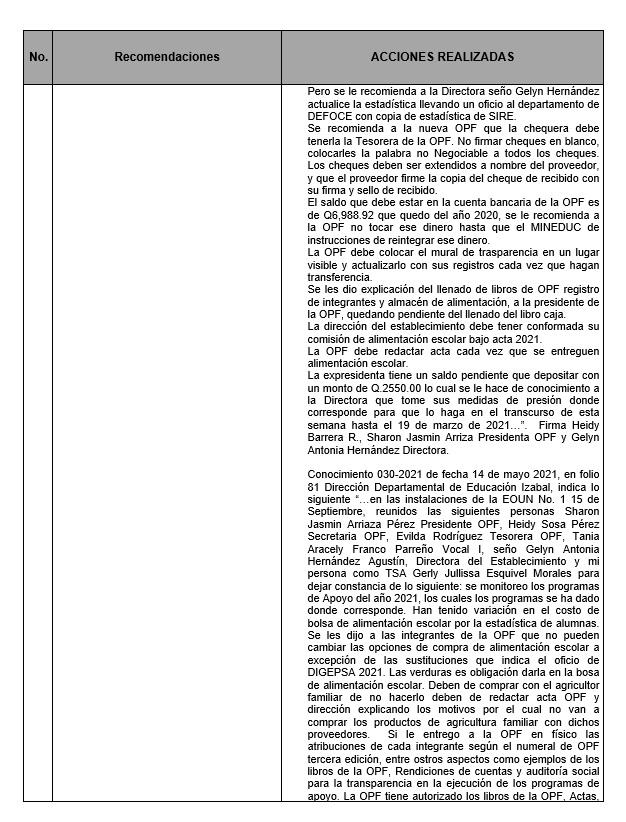 No.
Recomendaciones
ACCIONES REALIZADAS
Pero se le recomienda a la Directora seño Gelyn Hernández
actualice la estadística llevando un oficio al departamento de
DEFOCE con copia de estadística de SIRE.
Se recomienda a la nueva OPF que la chequera debe
tenerla la Tesorera de la OPF. No firmar cheques en blanco,
colocarles la palabra no Negociable a todos los cheques.
Los cheques deben ser extendidos a nombre del proveedor,
y que el proveedor firme la copia del cheque de recibido con
su firma y sello de recibido.
El saldo que debe estar en la cuenta bancaria de la OPF es
de Q6,988.92 que quedo del año 2020, se le recomienda a
la OPF no tocar ese dinero hasta que el MINEDUC de
instrucciones de reintegrar ese dinero.
La OPF debe colocar el mural de trasparencia en un lugar
visible y actualizarlo con sus registros cada vez que hagan
transferencia.
Se les dio explicación del llenado de libros de OPF registro
de integrantes y almacén de alimentación, a la presidente de
la OPF, quedando pendiente del llenado del libro caja.
La dirección del establecimiento debe tener conformada su
comisión de alimentación escolar bajo acta 2021.
La OPF debe redactar acta cada vez que se entreguen
alimentación escolar.
La expresidenta tiene un saldo pendiente que depositar con
un monto de Q.2550.00 lo cual se le hace de conocimiento a
la Directora que tome sus medidas de presión donde
corresponde para que lo haga en el transcurso de esta
semana hasta el 19 de marzo de 2021…”. Firma Heidy
Barrera R., Sharon Jasmin Arriza Presidenta OPF y Gelyn
Antonia Hernández Directora.
Conocimiento 030-2021 de fecha 14 de mayo 2021, en folio
81 Dirección Departamental de Educación Izabal, indica lo
siguiente “…en las instalaciones de la EOUN No. 1 15 de
Septiembre, reunidos las siguientes personas Sharon
Jasmin Arriaza Pérez Presidente OPF, Heidy Sosa Pérez
Secretaria OPF, Evilda Rodríguez Tesorera OPF, Tania
Aracely Franco Parreño Vocal I, seño Gelyn Antonia
Hernández Agustín, Directora del Establecimiento y mi
persona como TSA Gerly Jullissa Esquivel Morales para
dejar constancia de lo siguiente: se monitoreo los programas
de Apoyo del año 2021, los cuales los programas se ha dado
donde corresponde. Han tenido variación en el costo de
bolsa de alimentación escolar por la estadística de alumnas.
Se les dijo a las integrantes de la OPF que no pueden
cambiar las opciones de compra de alimentación escolar a
excepción de las sustituciones que indica el oficio de
DIGEPSA 2021. Las verduras es obligación darla en la bosa
de alimentación escolar. Deben de comprar con el agricultor
familiar de no hacerlo deben de redactar acta OPF y
dirección explicando los motivos por el cual no van a
comprar los productos de agricultura familiar con dichos
proveedores. Si le entrego a la OPF en físico las
atribuciones de cada integrante según el numeral de OPF
tercera edición, entre ostros aspectos como ejemplos de los
libros de la OPF, Rendiciones de cuentas y auditoría social
para la transparencia en la ejecución de los programas de
apoyo. La OPF tiene autorizado los libros de la OPF, Actas,